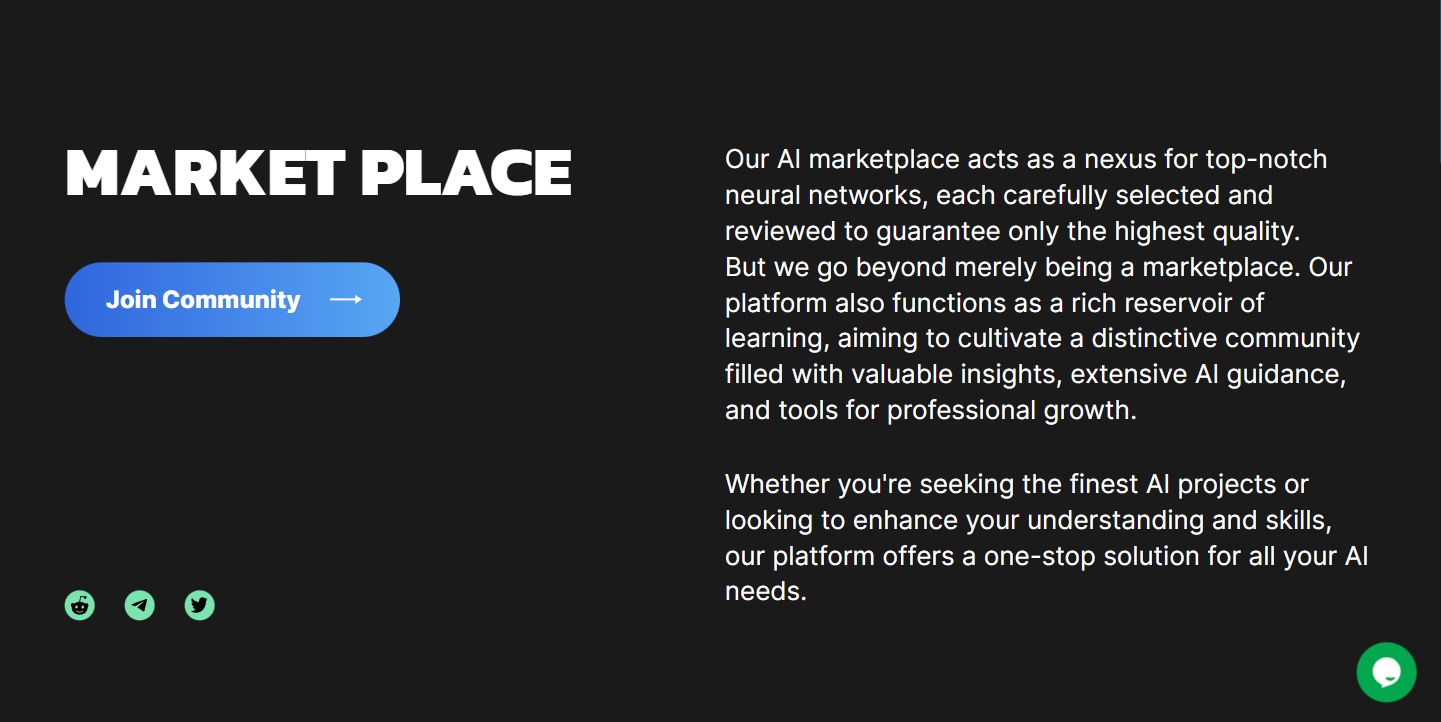 MARKET PLACE
Join Community
Our AI marketplace acts as a nexus for top-notch
neural networks, each carefully selected and
reviewed to guarantee only the highest quality.
But we go beyond merely being a marketplace. Our
platform also functions as a rich reservoir of
learning, aiming to cultivate a distinctive community
filled with valuable insights, extensive AI guidance,
and tools for professional growth.
Whether you're seeking the finest AI projects or
looking to enhance your understanding and skills,
our platform offers a one-stop solution for all your AI
needs.